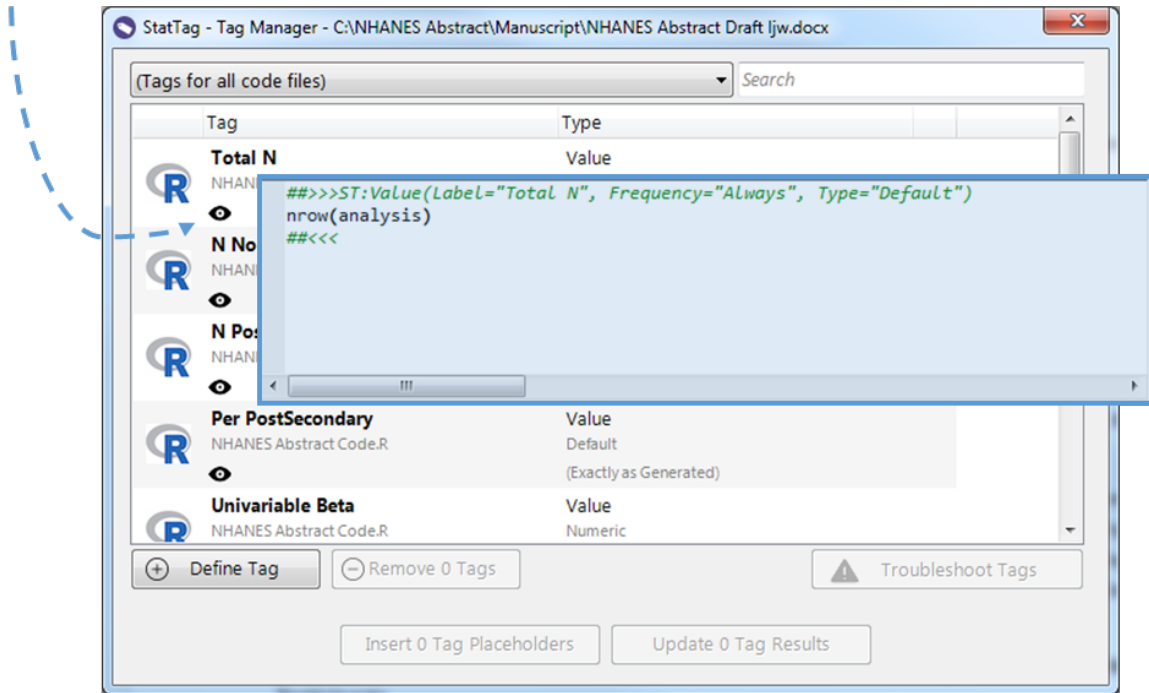 StatTag - Tag Manager - C:\NHANES Abstract\Manuscript\NHANES Abstract Draft ljw.docx
(Tags for all code files) Search
Tag Type
Total N Value
NHAN
##>>>ST:Value(Label="Total N", Frequency="Always", Type="Default")
nrow(analysis)
##<<<
N No
NHAN
N Pos
NHAN
Per PostSecondary Value
NHANES Abstract Code.R Default
(Exactly as Generated)
Univariable Beta Value
NHANES Abstract Code.R Numeric
Define Tag Remove 0 Tags Troubleshoot Tags
Insert 0 Tag Placeholders Update 0 Tag Results